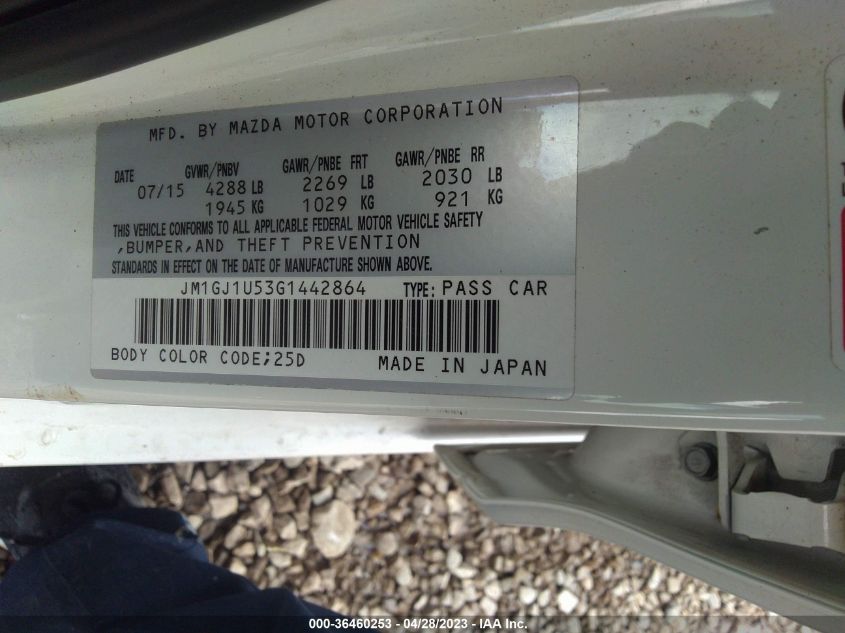 MFD. BY MAZDA MOTOR CORPORATION
DATE GVWR/PNBV GAWR/PNBE FRT GAWR/PNBE RR
07/15 4288 LB 2269 LB 2030 LB
1945 KG 1029 KG 921 KG
THIS VEHICLE CONFORMS TO ALL APPLICABLE FEDERAL MOTOR VEHICLE SAFETY
,BUMPER,AND THEFT PREVENTION
STANDARDS IN EFFECT ON THE DATE OF MANUFACTURE SHOWN ABOVE.
JM1GJ1U53G1442864 TYPE: PASS CAR
BODY COLOR CODE;25D MADE IN JAPAN
000-36460253 - 04/28/2023 - © IAA Inc.